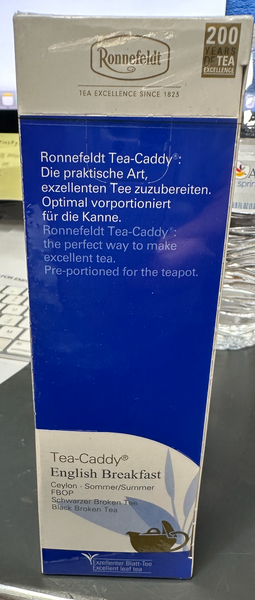 Ronnefeldt
TEA EXCELLENCE SINCE 1823
200
YEARS
OF TEA
EXCELLENCE
Ronnefeldt Tea-Caddy®:
Die praktische Art,
exzellenten Tee zuzubereiten.
Optimal vorportioniert
für die Kanne.
Ronnefeldt Tea-Caddy®:
the perfect way to make
excellent tea.
Pre-portioned for the teapot.
Tea-Caddy®
English Breakfast
Ceylon - Sommer/Summer
FBOP
Schwarzer Broken Tee
Black Broken Tea
Exzellenter Blatt-Tee
Excellent leaf tea